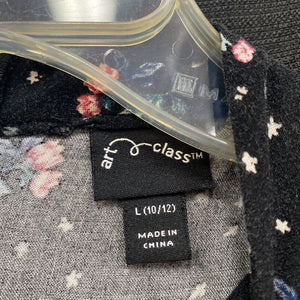 art class™
L (10/12)
MADE IN
CHINA